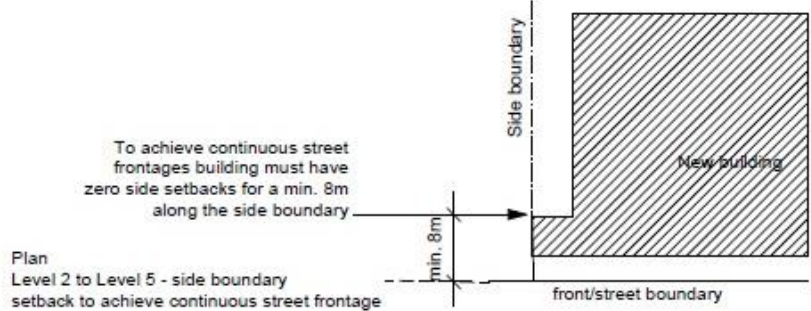 Side boundary
To achieve continuous street
frontages building must have
zero side setbacks for a min. 8m
along the side boundary
New building
min. 8m
Plan
Level 2 to Level 5 - side boundary
setback to achieve continuous street frontage
front/street boundary